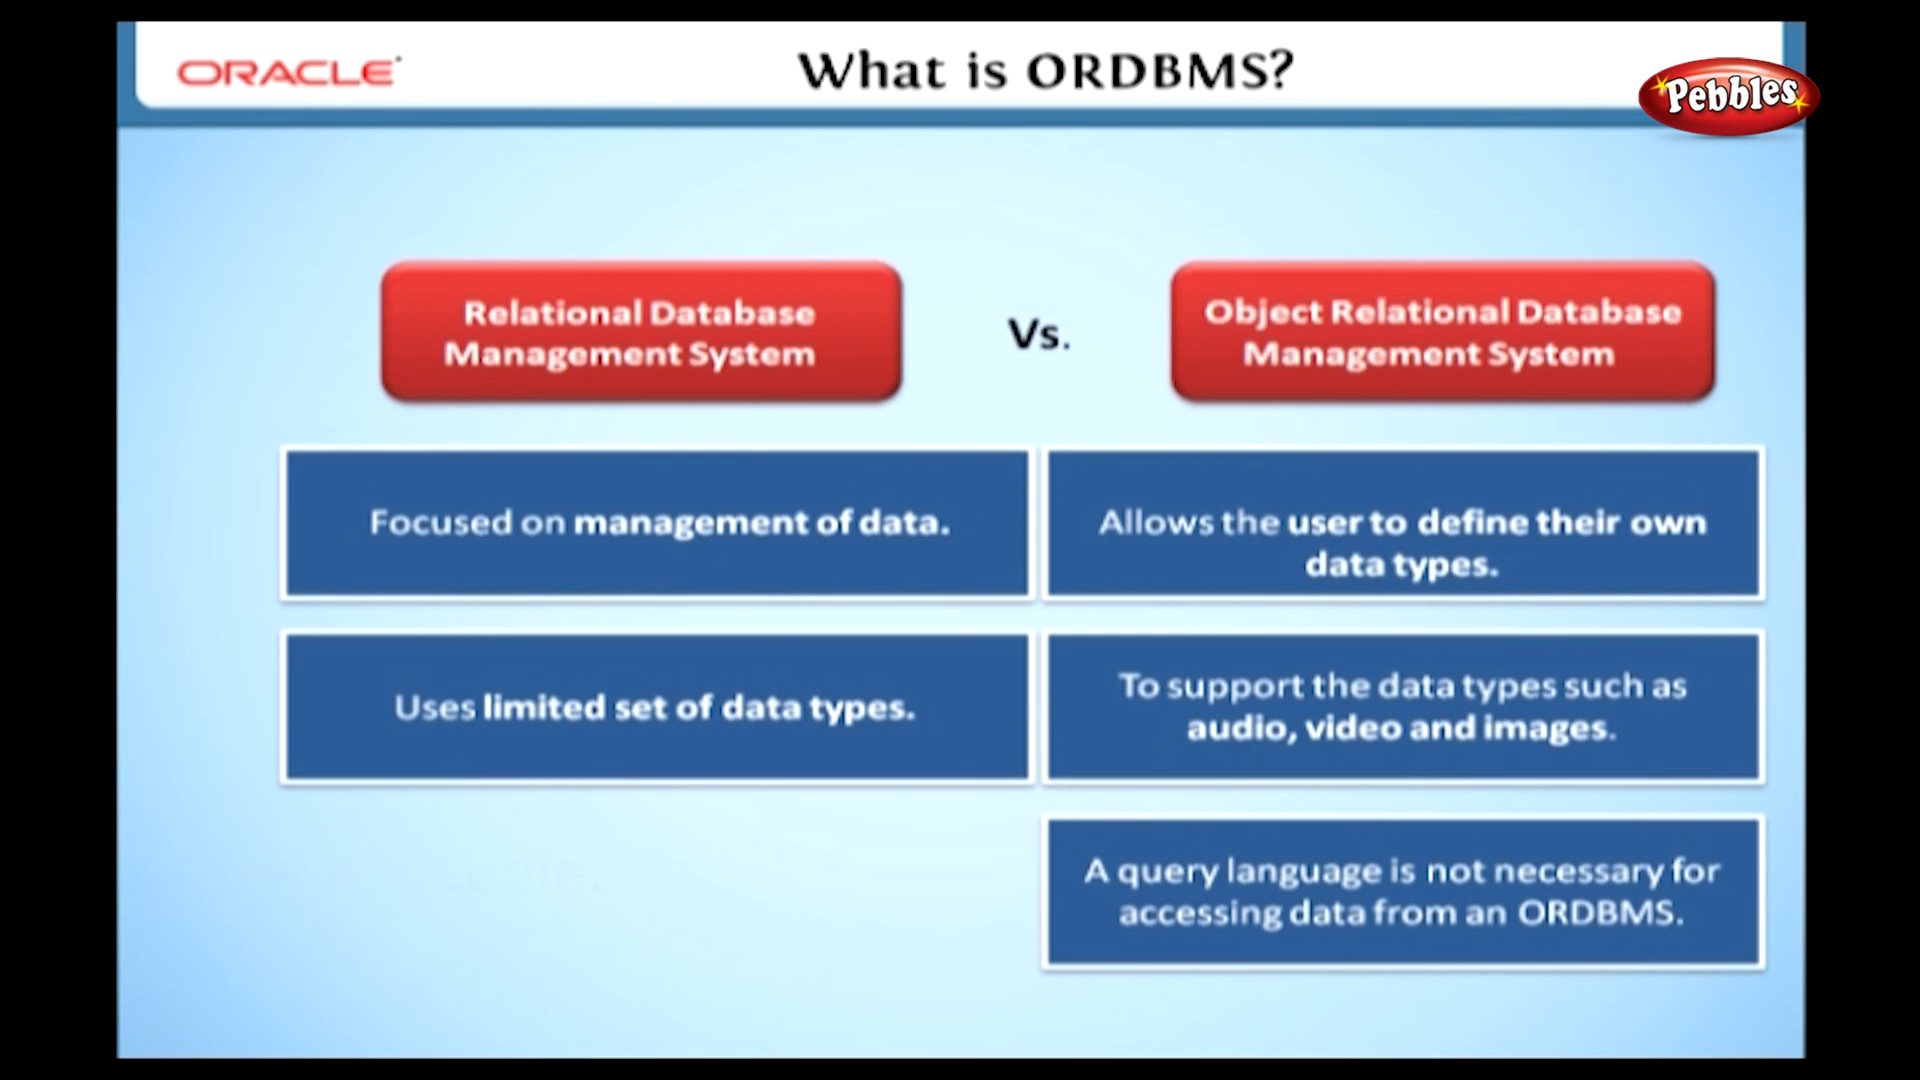 ORACLE
What is ORDBMS?
Pebbles
Relational Database
Management System
Vs.
Object Relational Database
Management System
Focused on management of data.
Allows the user to define their own
data types.
Uses limited set of data types.
To support the data types such as
audio, video and images.
A query language is not necessary for
accessing data from an ORDBMS.